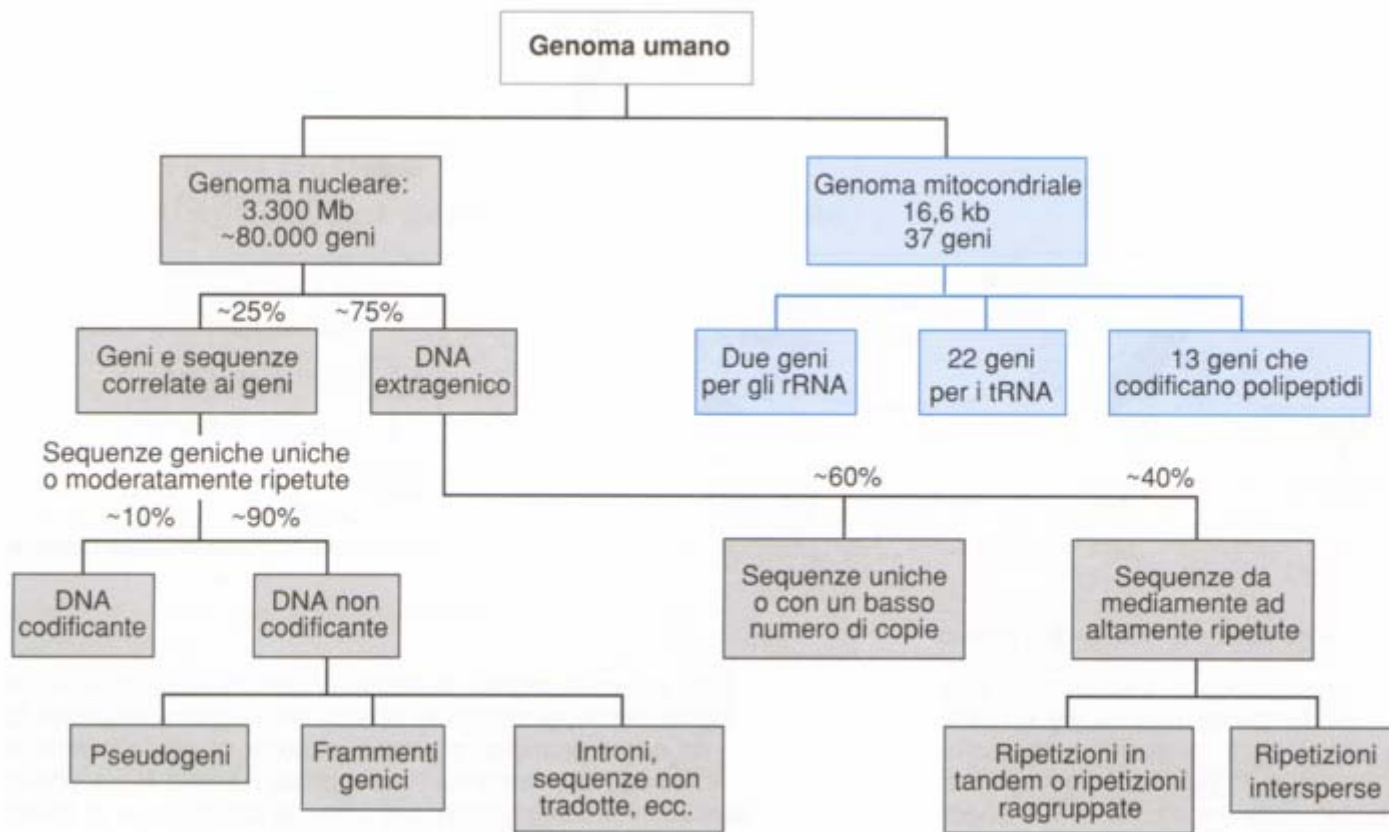 Genoma umano
Genoma nucleare:
3.300 Mb
~80.000 geni
Genoma mitocondriale
16,6 kb
37 geni
~25%
~75%
Geni e sequenze
correlate ai geni
DNA
extragenico
Due geni
per gli rRNA
22 geni
per i tRNA
13 geni che
codificano polipeptidi
Sequenze geniche uniche
o moderatamente ripetute
~10%
~90%
~60%
~40%
DNA
codificante
DNA non
codificante
Sequenze uniche
o con un basso
numero di copie
Sequenze da
mediamente ad
altamente ripetute
Pseudogeni
Frammenti
genici
Introni,
sequenze non
tradotte, ecc.
Ripetizioni in
tandem o ripetizioni
raggruppate
Ripetizioni
intersperse